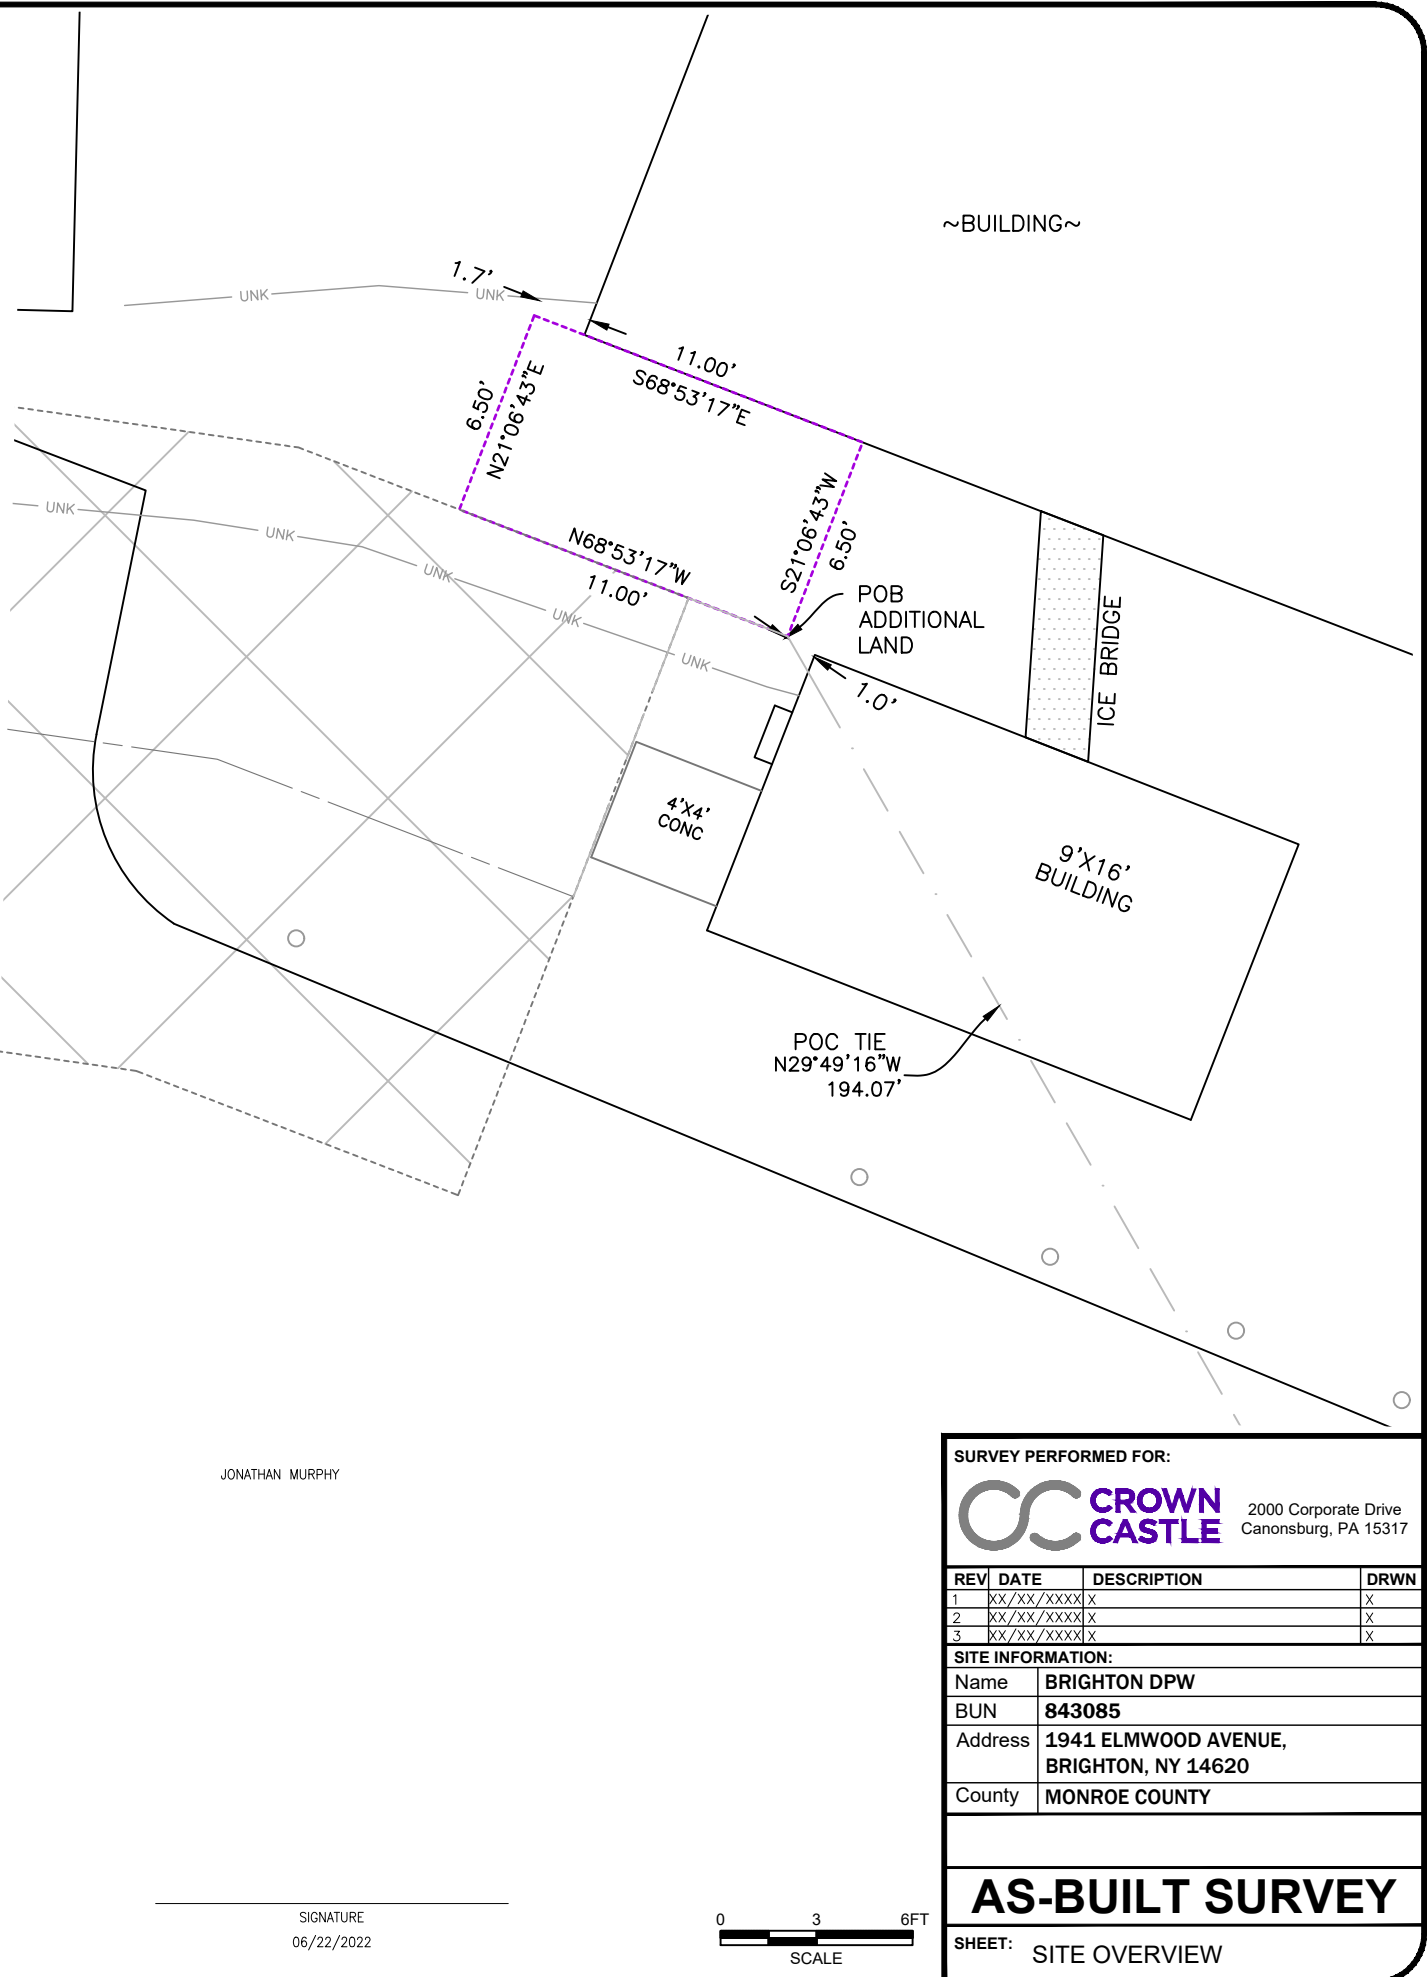 ~BUILDING~
1.7'
UNK
UNK
11.00'
S68°53'17"E
6.50'
N21°06'43"E
S21°06'43"W
6.50'
UNK
UNK
UNK
UNK
UNK
N68°53'17"W
11.00'
POB
ADDITIONAL
LAND
1.0'
ICE BRIDGE
4'X4'
CONC
9'X16'
BUILDING
POC TIE
N29°49'16"W
194.07'
JONATHAN MURPHY
SIGNATURE
06/22/2022
0 3 6FT
SCALE
SURVEY PERFORMED FOR:
CROWN
CASTLE
2000 Corporate Drive
Canonsburg, PA 15317
REV DATE DESCRIPTION DRWN
1 XX/XX/XXXX X X
2 XX/XX/XXXX X X
3 XX/XX/XXXX X X
SITE INFORMATION:
Name BRIGHTON DPW
BUN 843085
Address 1941 ELMWOOD AVENUE,
BRIGHTON, NY 14620
County MONROE COUNTY
AS-BUILT SURVEY
SHEET: SITE OVERVIEW